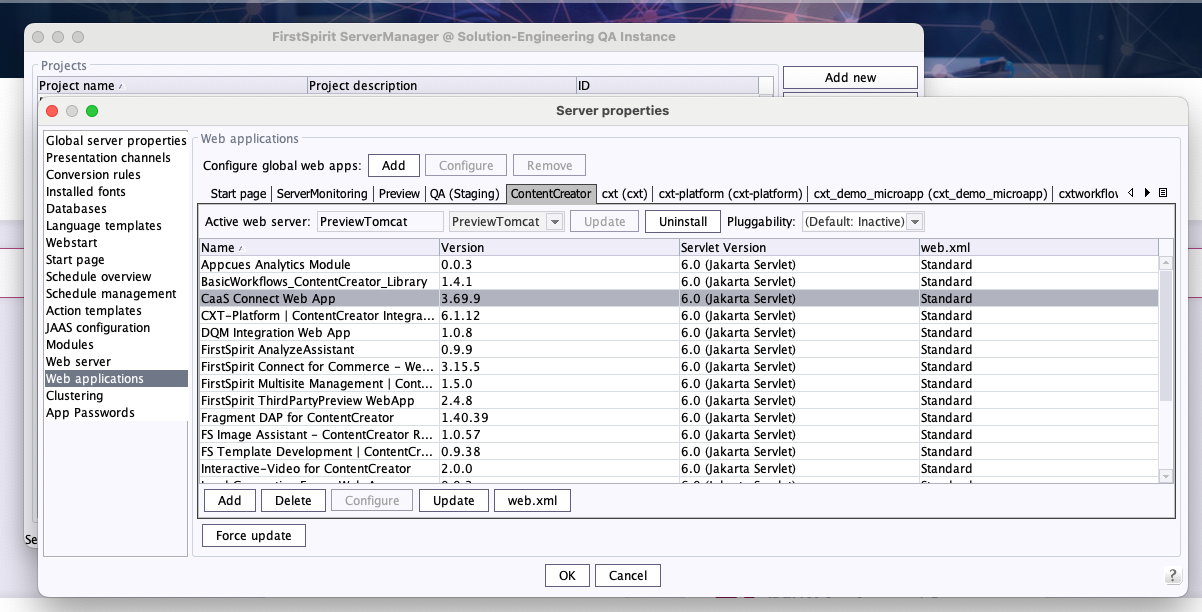 FirstSpirit ServerManager @ Solution-Engineering QA Instance
Projects
Project name
Project description
ID
Add new
Server properties
Global server properties
Presentation channels
Conversion rules
Installed fonts
Databases
Language templates
Webstart
Start page
Schedule overview
Schedule management
Action templates
JAAS configuration
Modules
Web server
Web applications
Clustering
App Passwords
Web applications
Configure global web apps: Add Configure Remove
Start page ServerMonitoring Preview QA (Staging) ContentCreator cxt (cxt) cxt-platform (cxt-platform) cxt_demo_microapp (cxt_demo_microapp) cxtworkflov
Active web server: PreviewTomcat PreviewTomcat Update Uninstall Pluggability: (Default: Inactive)
Name Version Servlet Version web.xml
Appcues Analytics Module 0.0.3 6.0 (Jakarta Servlet) Standard
BasicWorkflows_ContentCreator_Library 1.4.1 6.0 (Jakarta Servlet) Standard
CaaS Connect Web App 3.69.9 6.0 (Jakarta Servlet) Standard
CXT-Platform | ContentCreator Integra... 6.1.12 6.0 (Jakarta Servlet) Standard
DQM Integration Web App 1.0.8 6.0 (Jakarta Servlet) Standard
FirstSpirit AnalyzeAssistant 0.9.9 6.0 (Jakarta Servlet) Standard
FirstSpirit Connect for Commerce - We... 3.15.5 6.0 (Jakarta Servlet) Standard
FirstSpirit Multisite Management | Cont... 1.5.0 6.0 (Jakarta Servlet) Standard
FirstSpirit ThirdPartyPreview WebApp 2.4.8 6.0 (Jakarta Servlet) Standard
Fragment DAP for ContentCreator 1.40.39 6.0 (Jakarta Servlet) Standard
FS Image Assistant - ContentCreator R... 1.0.57 6.0 (Jakarta Servlet) Standard
FS Template Development | ContentCr... 0.9.38 6.0 (Jakarta Servlet) Standard
Interactive-Video for ContentCreator 2.0.0 6.0 (Jakarta Servlet) Standard
Add Delete Configure Update web.xml
Force update
Se
OK Cancel ?